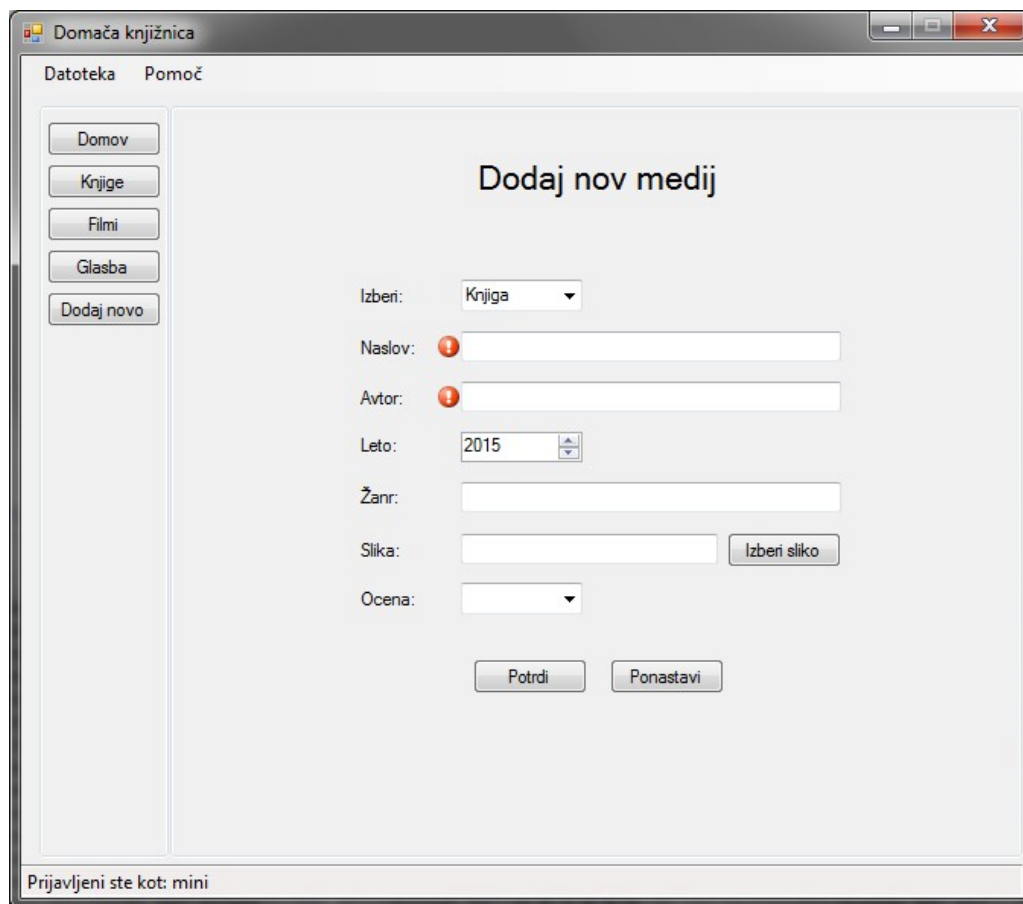 Domača knjižnica
Datoteka Pomoč
Domov
Knjige
Filmi
Glasba
Dodaj novo
Dodaj nov medij
Izberi: Knjiga
Naslov:
Avtor:
Leto: 2015
Žanr:
Slika: Izberi sliko
Ocena:
Potrdi Ponastavi
Prijavljeni ste kot: mini